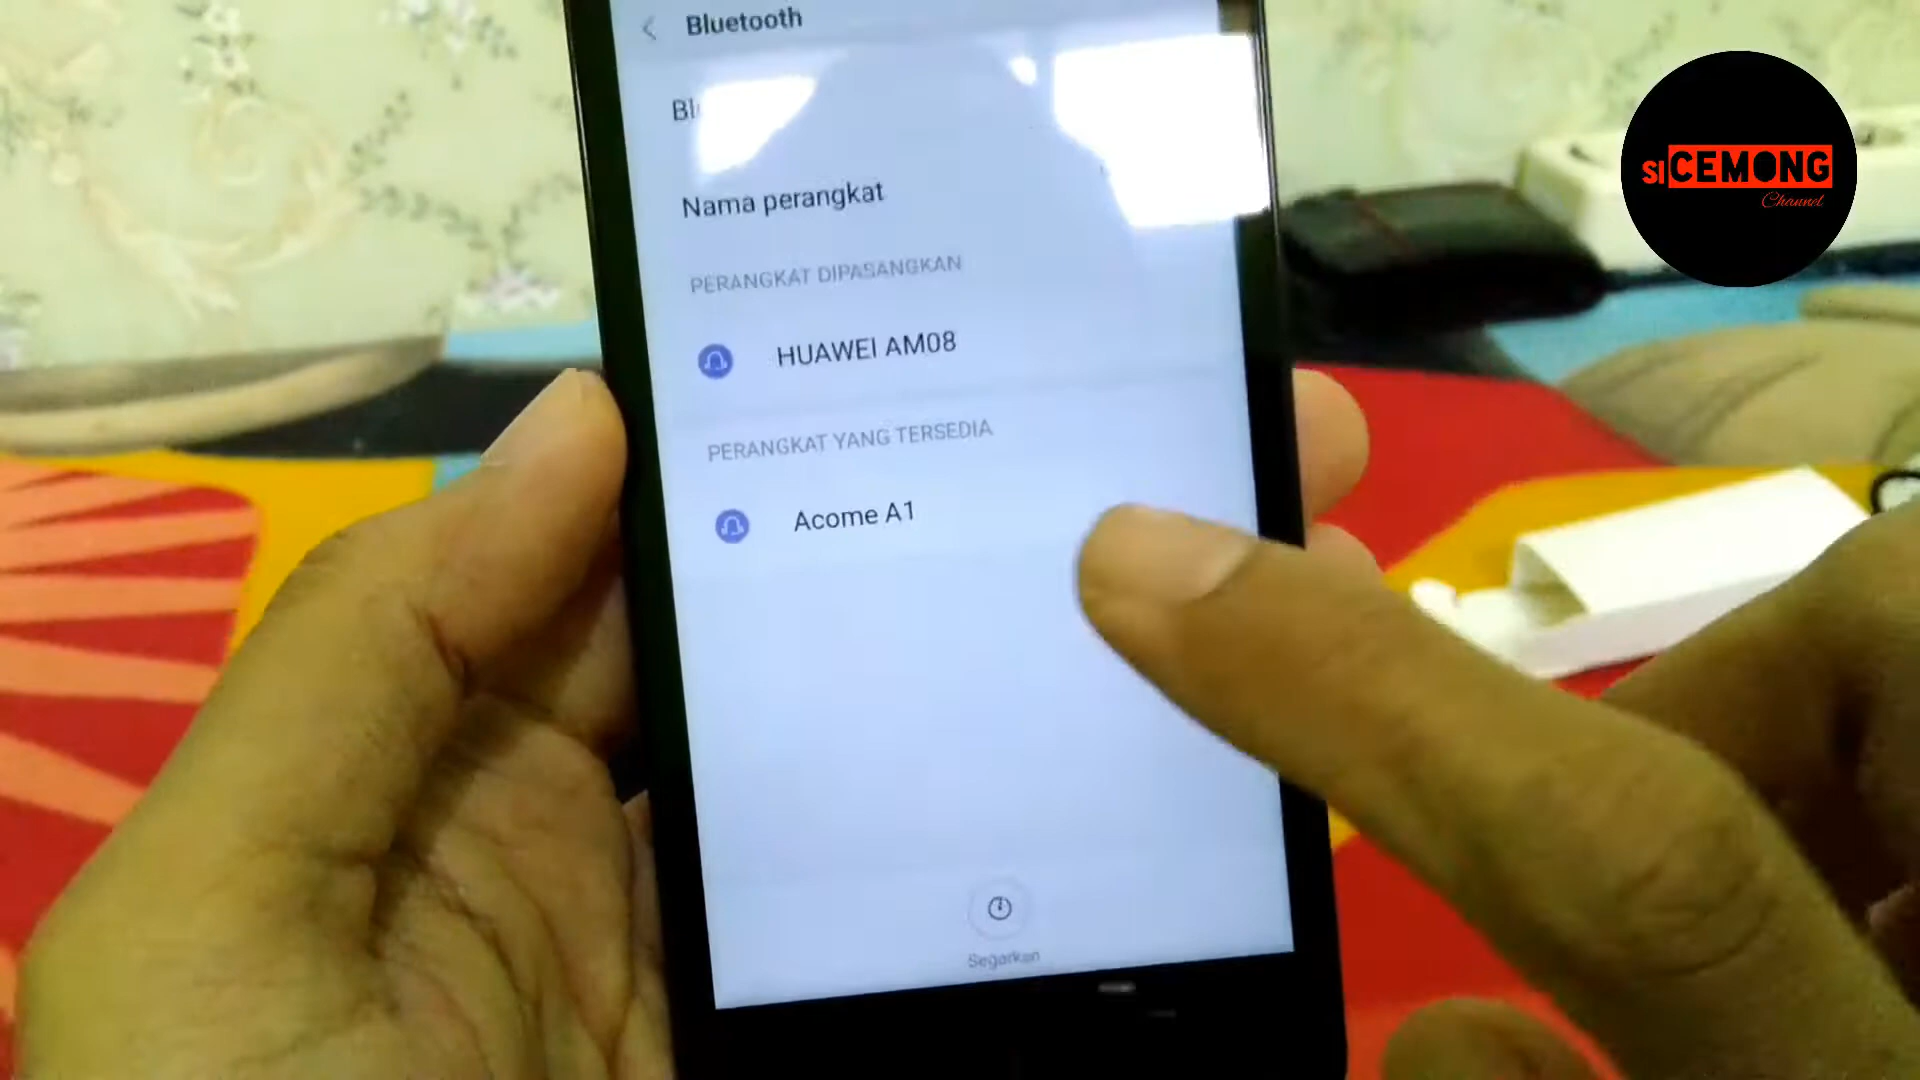 Bluetooth
Nama perangkat
PERANGKAT DIPASANGKAN
HUAWEI AM08
PERANGKAT YANG TERSEDIA
Acome A1
Segarkan
SICEMONG
Channel